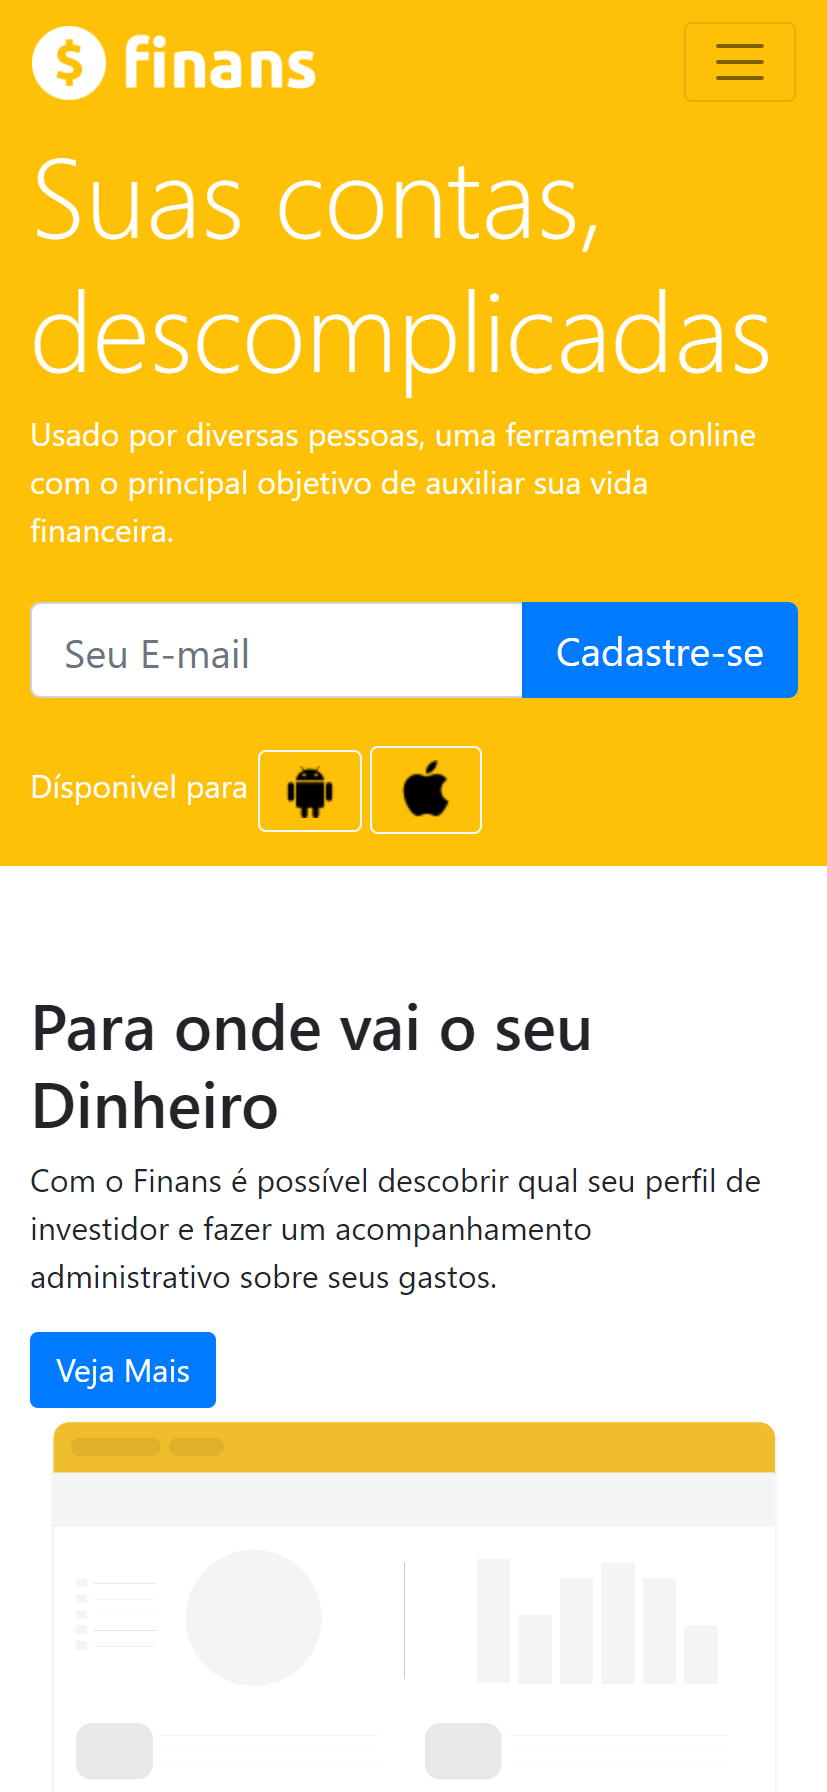 $ finans
Suas contas,
descomplicadas
Usado por diversas pessoas, uma ferramenta online
com o principal objetivo de auxiliar sua vida
financeira.
Seu E-mail
Cadastre-se
Dísponivel para
Para onde vai o seu
Dinheiro
Com o Finans é possível descobrir qual seu perfil de
investidor e fazer um acompanhamento
administrativo sobre seus gastos.
Veja Mais